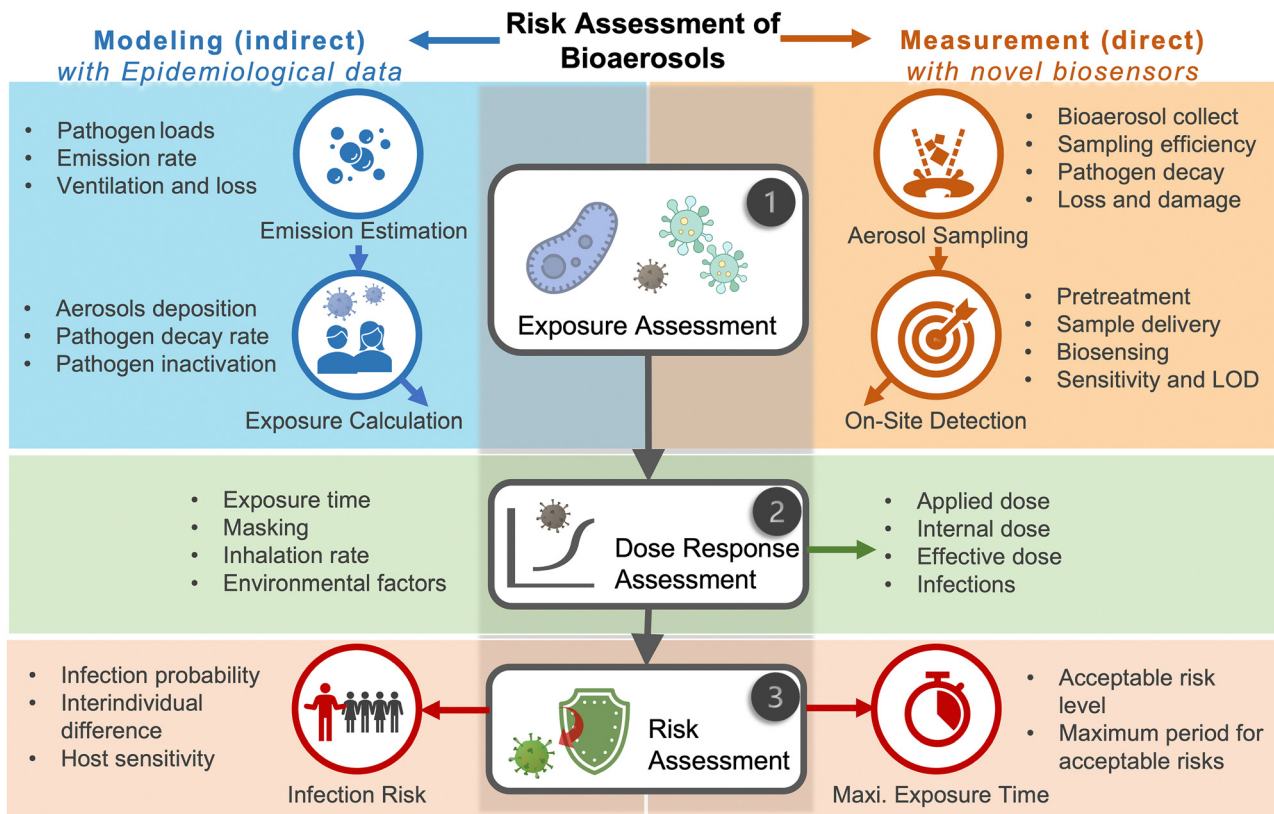 Risk Assessment of
Bioaerosols
Modeling (indirect)
with Epidemiological data
Measurement (direct)
with novel biosensors
• Pathogen loads
• Emission rate
• Ventilation and loss
Emission Estimation
• Aerosols deposition
• Pathogen decay rate
• Pathogen inactivation
Exposure Calculation
1
Exposure Assessment
• Bioaerosol collect
• Sampling efficiency
• Pathogen decay
• Loss and damage
Aerosol Sampling
• Pretreatment
• Sample delivery
• Biosensing
• Sensitivity and LOD
On-Site Detection
• Exposure time
• Masking
• Inhalation rate
• Environmental factors
2
Dose Response
Assessment
• Applied dose
• Internal dose
• Effective dose
• Infections
• Infection probability
• Interindividual
difference
• Host sensitivity
Infection Risk
3
Risk
Assessment
• Acceptable risk
level
• Maximum period for
acceptable risks
Maxi. Exposure Time